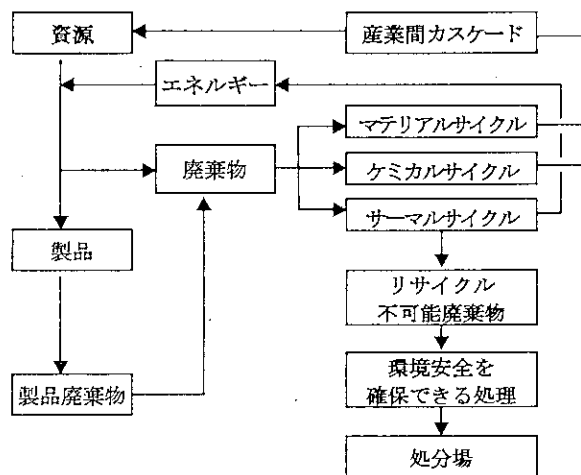 資源
産業間カスケード
エネルギー
マテリアルサイクル
廃棄物
ケミカルサイクル
サーマルサイクル
製品
リサイクル
不可能廃棄物
環境安全を
確保できる処理
製品廃棄物
処分場